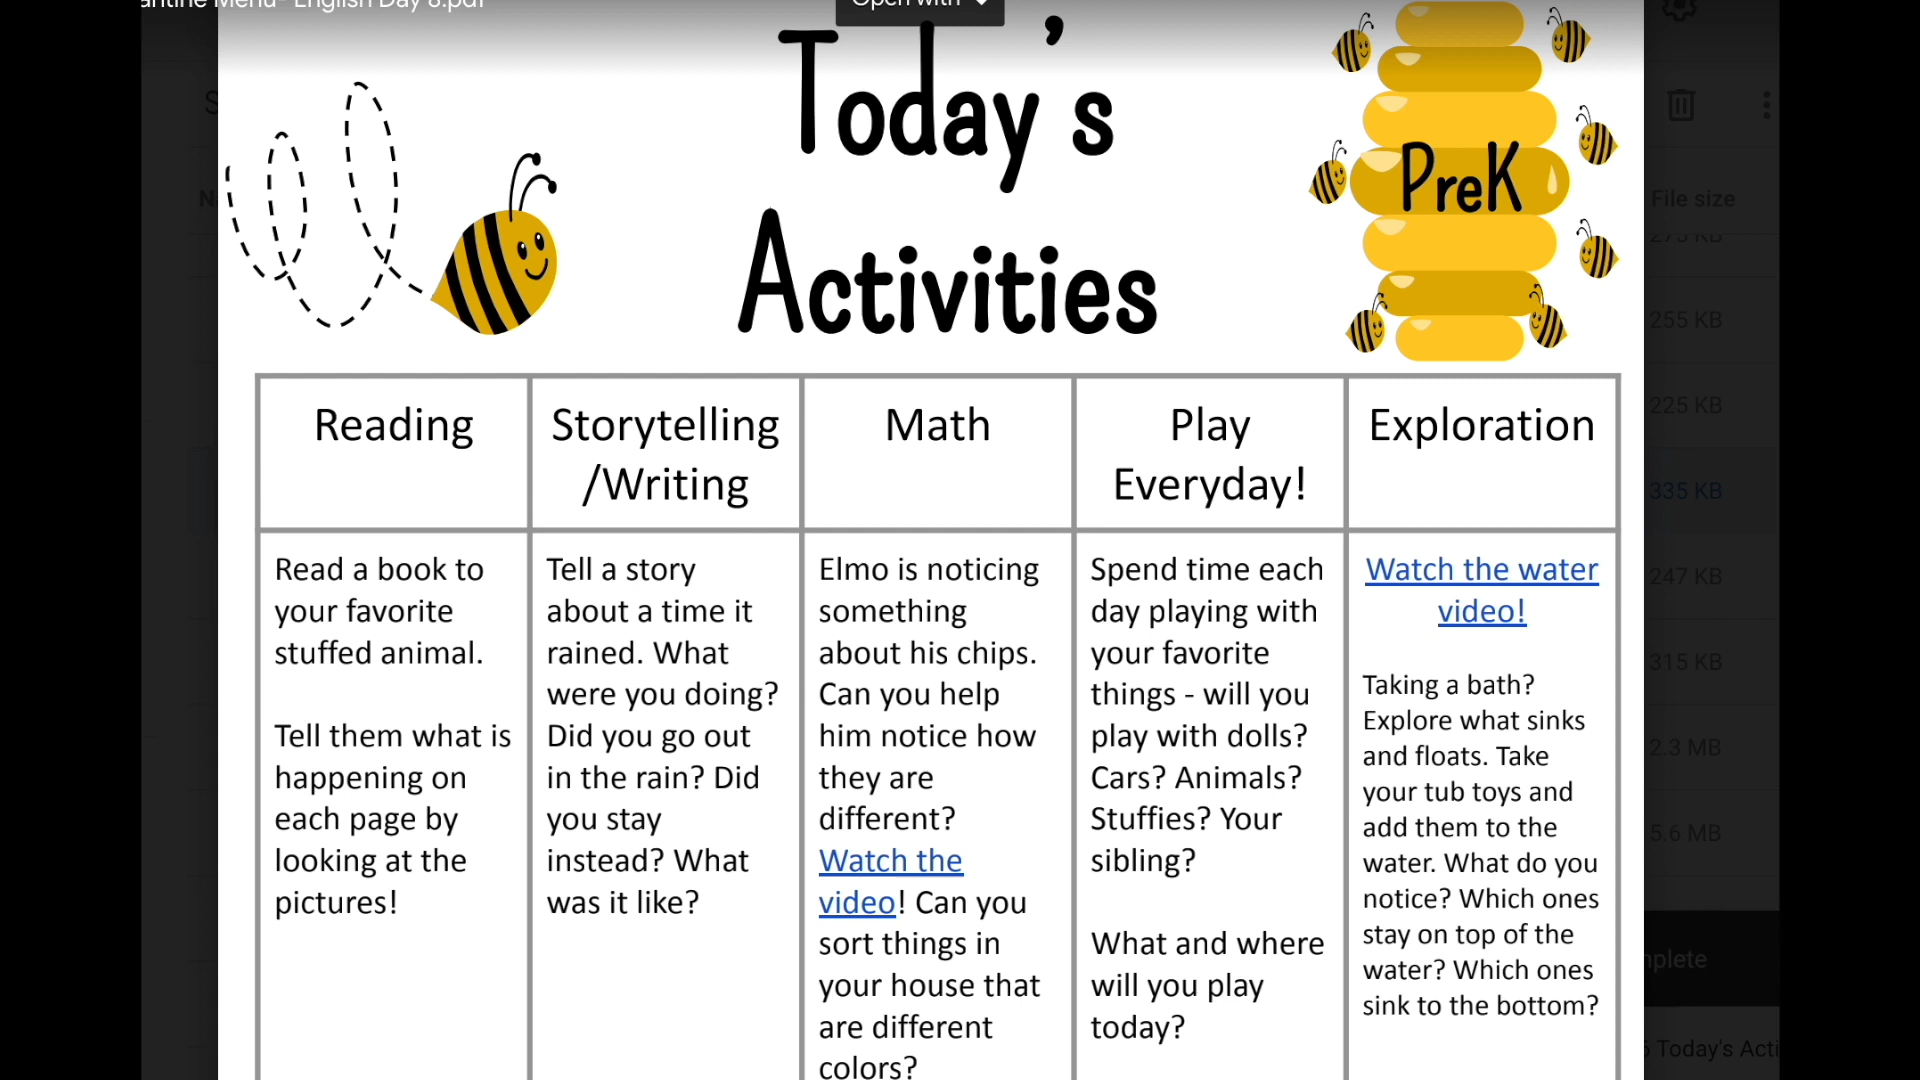 English Day 8.pdf
Open with
Today's
Activities
PreK
File size
255 KB
225 KB
335 KB
247 KB
315 KB
2.3 MB
5.6 MB
Today's Acti
Reading
Storytelling
/Writing
Math
Play
Everyday!
Exploration
Read a book to
your favorite
stuffed animal.
Tell them what is
happening on
each page by
looking at the
pictures!
Tell a story
about a time it
rained. What
were you doing?
Did you go out
in the rain? Did
you stay
instead? What
was it like?
Elmo is noticing
something
about his chips.
Can you help
him notice how
they are
different?
Watch the
video! Can you
sort things in
your house that
are different
colors?
Spend time each
day playing with
your favorite
things - will you
play with dolls?
Cars? Animals?
Stuffies? Your
sibling?
What and where
will you play
today?
Watch the water
video!
Taking a bath?
Explore what sinks
and floats. Take
your tub toys and
add them to the
water. What do you
notice? Which ones
stay on top of the
water? Which ones
sink to the bottom?